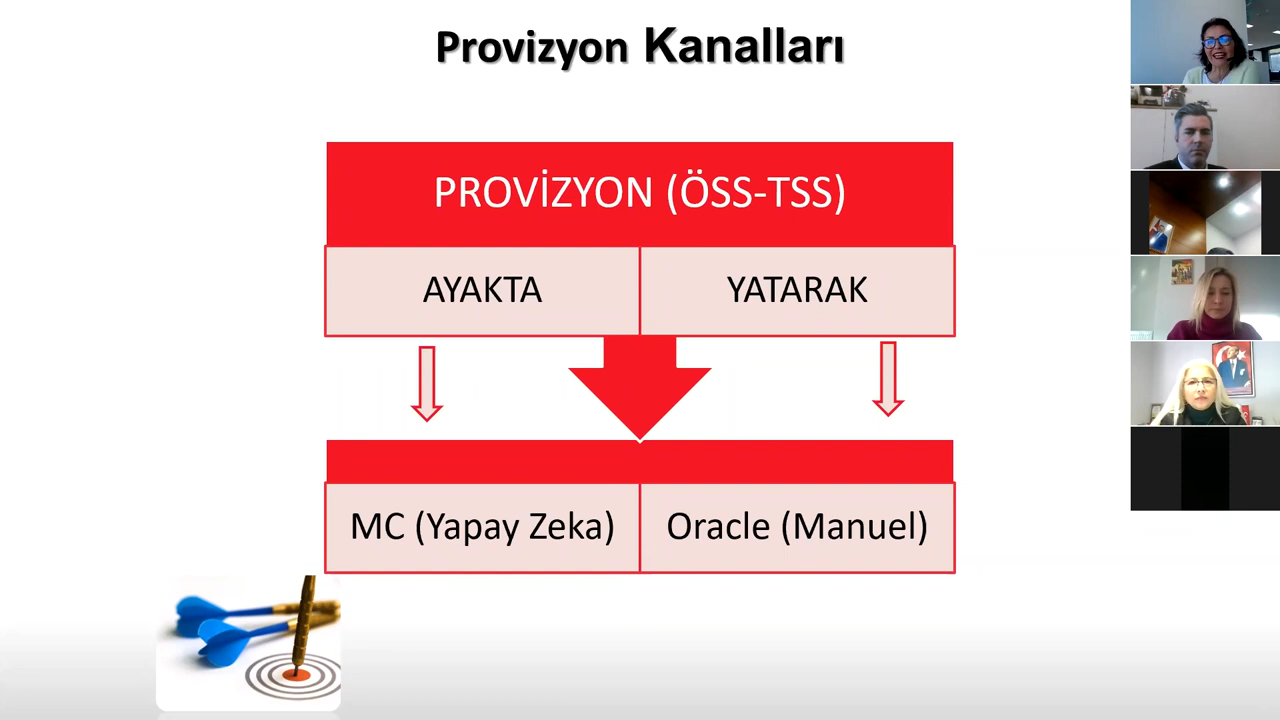 Provizyon Kanalları
PROVİZYON (ÖSS-TSS)
AYAKTA
YATARAK
MC (Yapay Zeka)
Oracle (Manuel)